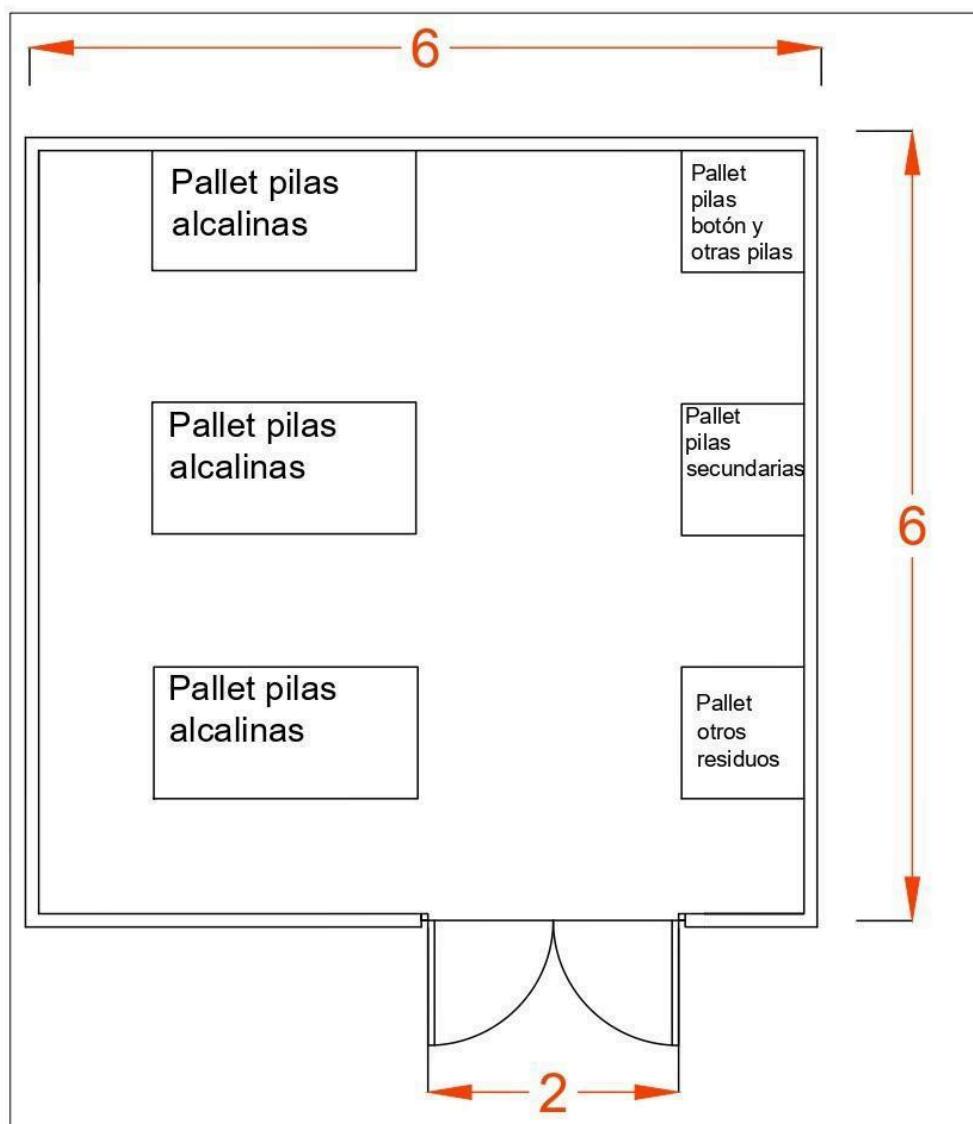 6
Pallet pilas
alcalinas
Pallet
pilas
botón y
otras pilas
Pallet pilas
alcalinas
Pallet
pilas
secundarias
6
Pallet pilas
alcalinas
Pallet
otros
residuos
2